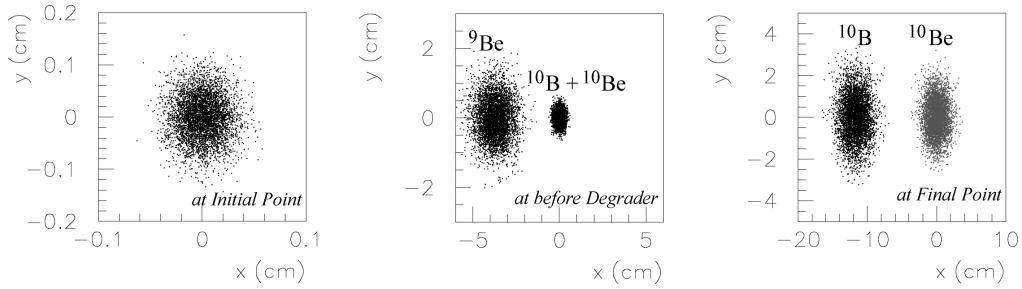 y (cm)
0.2
0.1
0
−0.1
−0.2
at Initial Point
−0.1
0
0.1
x (cm)
y (cm)
2
0
−2
⁹Be
¹⁰B + ¹⁰Be
at before Degrader
−5
0
5
x (cm)
y (cm)
4
2
0
−2
−4
¹⁰B
¹⁰Be
at Final Point
−20
−10
0
10
x (cm)